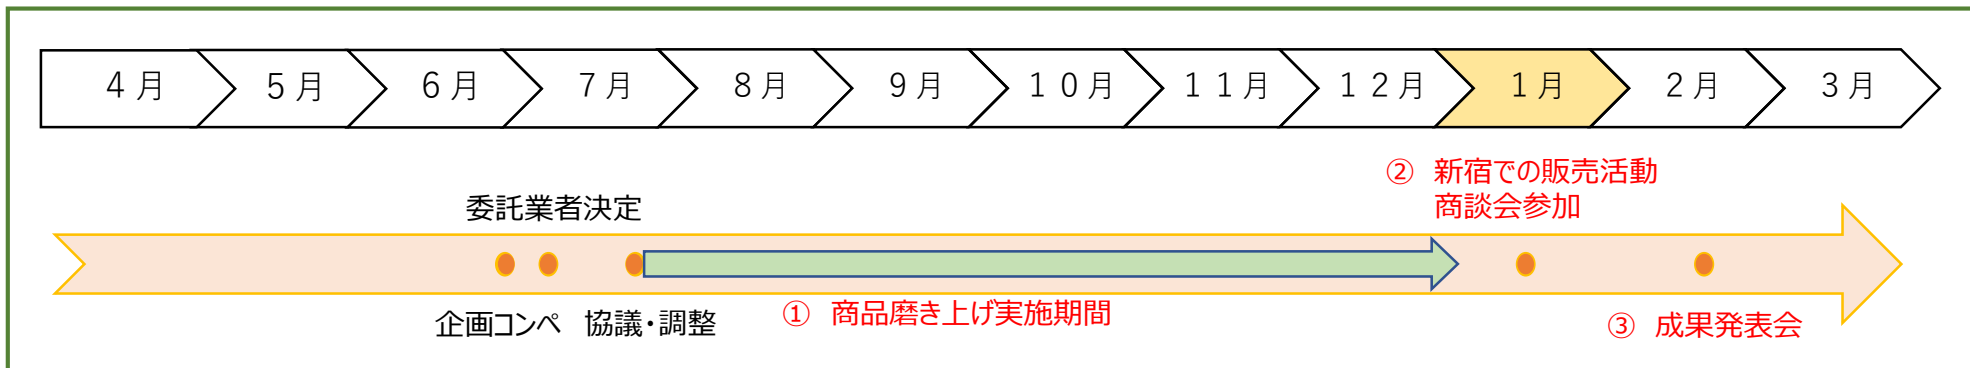 ４月
５月
６月
７月
８月
９月
１０月
１１月
１２月
１月
２月
３月
② 新宿での販売活動
商談会参加
委託業者決定
企画コンペ
協議・調整
① 商品磨き上げ実施期間
③ 成果発表会